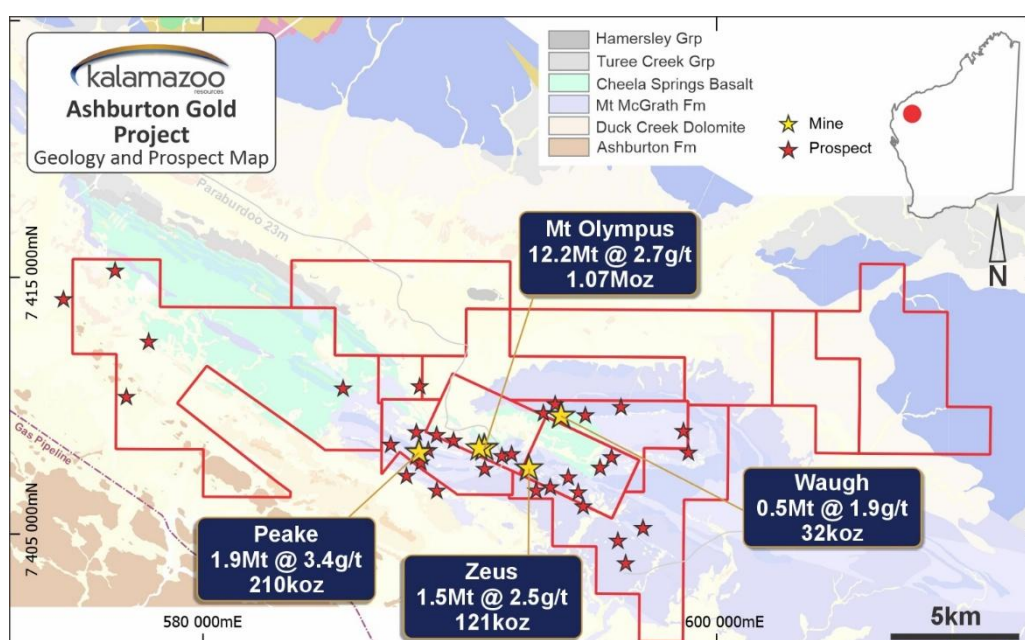 kalamazoo
resources
Ashburton Gold
Project
Geology and Prospect Map
Hamersley Grp
Turee Creek Grp
Cheela Springs Basalt
Mt McGrath Fm
Duck Creek Dolomite
Ashburton Fm
Mine
Prospect
N
Paraburdoo 23m
Mt Olympus
12.2Mt @ 2.7g/t
1.07Moz
7 415 000mN
Gas Pipeline
Waugh
0.5Mt @ 1.9g/t
32koz
Peake
1.9Mt @ 3.4g/t
210koz
Zeus
1.5Mt @ 2.5g/t
121koz
7 405 000mN
580 000mE
600 000mE
5km